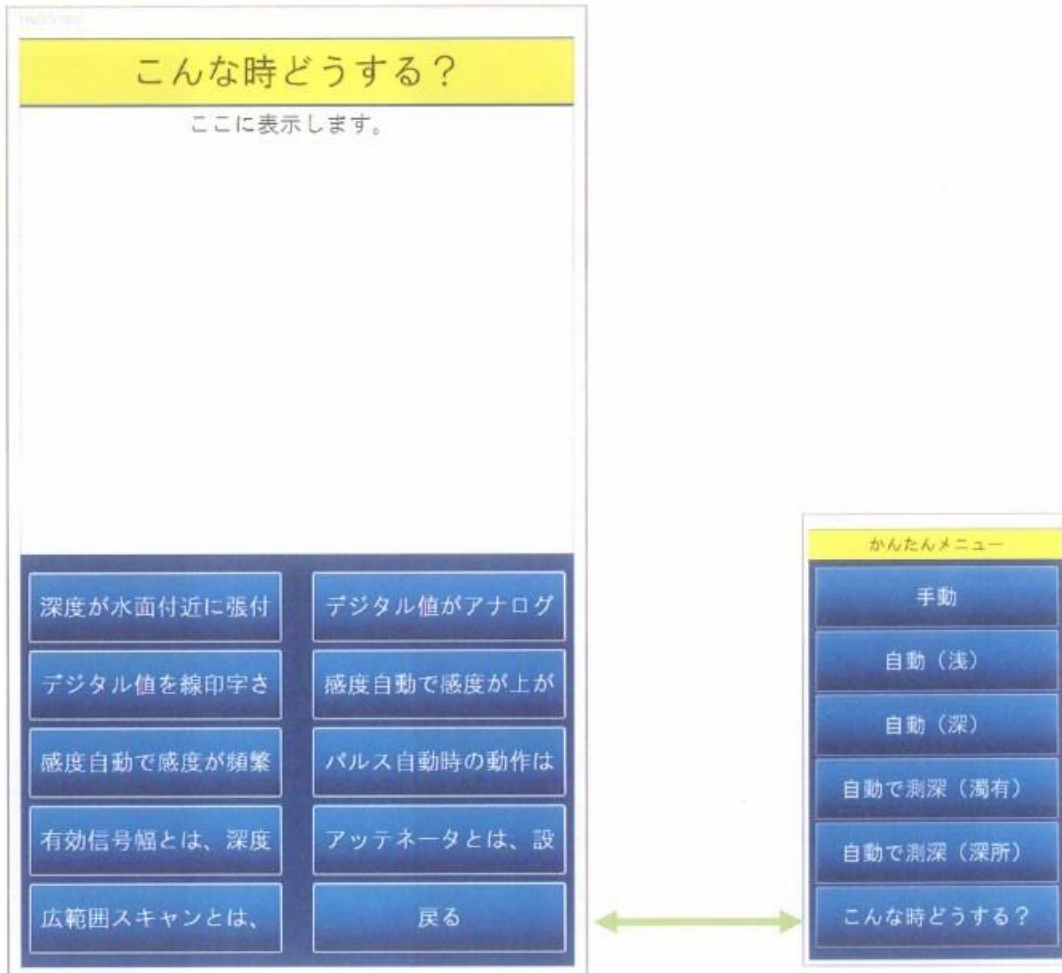 こんな時どうする？
ここに表示します。
深度が水面付近に張付
デジタル値がアナログ
デジタル値を線印字さ
感度自動で感度が上が
感度自動で感度が頻繁
パルス自動時の動作は
有効信号幅とは、深度
アッテネータとは、設
広範囲スキャンとは、
戻る
かんたんメニュー
手動
自動（浅）
自動（深）
自動で測深（濁有）
自動で測深（深所）
こんな時どうする？